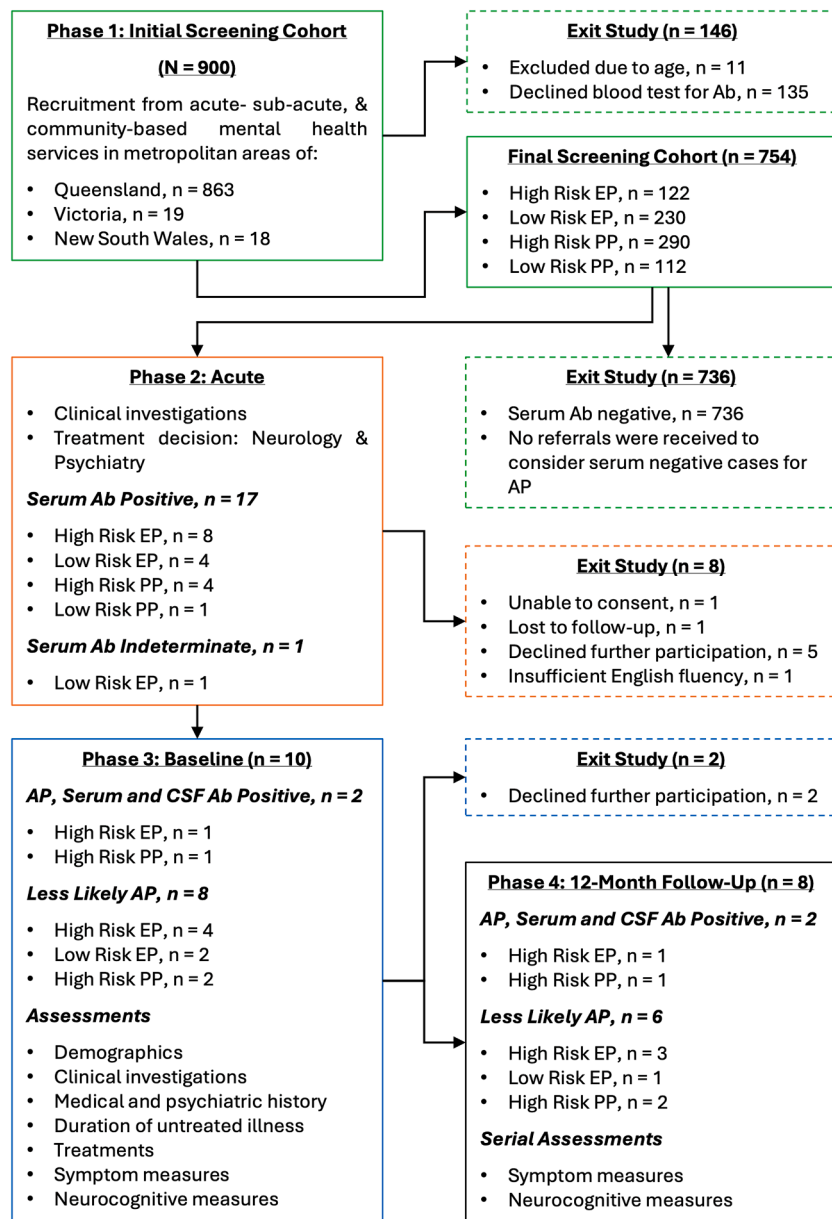 Phase 1: Initial Screening Cohort
(N = 900)
Recruitment from acute- sub-acute, &
community-based mental health
services in metropolitan areas of:
• Queensland, n = 863
• Victoria, n = 19
• New South Wales, n = 18
Exit Study (n = 146)
• Excluded due to age, n = 11
• Declined blood test for Ab, n = 135
Final Screening Cohort (n = 754)
• High Risk EP, n = 122
• Low Risk EP, n = 230
• High Risk PP, n = 290
• Low Risk PP, n = 112
Phase 2: Acute
• Clinical investigations
• Treatment decision: Neurology &
Psychiatry
Serum Ab Positive, n = 17
• High Risk EP, n = 8
• Low Risk EP, n = 4
• High Risk PP, n = 4
• Low Risk PP, n = 1
Serum Ab Indeterminate, n = 1
• Low Risk EP, n = 1
Exit Study (n = 736)
• Serum Ab negative, n = 736
• No referrals were received to
consider serum negative cases for
AP
Exit Study (n = 8)
• Unable to consent, n = 1
• Lost to follow-up, n = 1
• Declined further participation, n = 5
• Insufficient English fluency, n = 1
Phase 3: Baseline (n = 10)
AP, Serum and CSF Ab Positive, n = 2
• High Risk EP, n = 1
• High Risk PP, n = 1
Less Likely AP, n = 8
• High Risk EP, n = 4
• Low Risk EP, n = 2
• High Risk PP, n = 2
Assessments
• Demographics
• Clinical investigations
• Medical and psychiatric history
• Duration of untreated illness
• Treatments
• Symptom measures
• Neurocognitive measures
Exit Study (n = 2)
• Declined further participation, n = 2
Phase 4: 12-Month Follow-Up (n = 8)
AP, Serum and CSF Ab Positive, n = 2
• High Risk EP, n = 1
• High Risk PP, n = 1
Less Likely AP, n = 6
• High Risk EP, n = 3
• Low Risk EP, n = 1
• High Risk PP, n = 2
Serial Assessments
• Symptom measures
• Neurocognitive measures